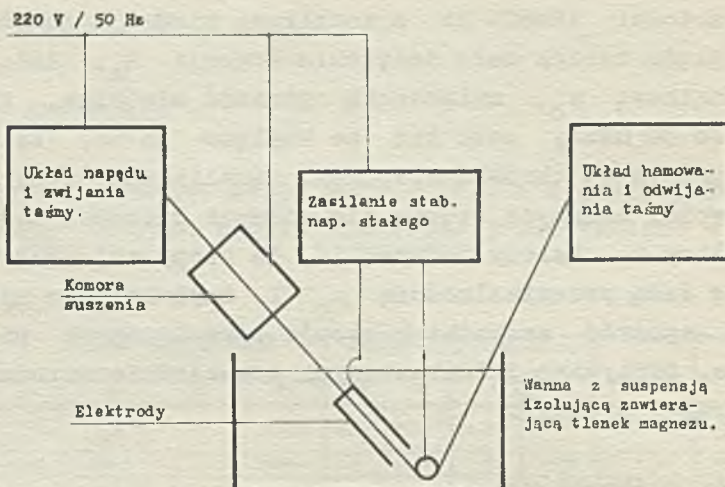 220 V / 50 Hz
Układ napędu
i zwijania
taśmy.
Zasilanie stab.
nap. stałego
Układ hamowa-
nia i odwija-
nia taśmy
Komora
suszenia
Elektrody
Wanna z suspensją
izolującą zawiera-
jącą tlenek magnezu.